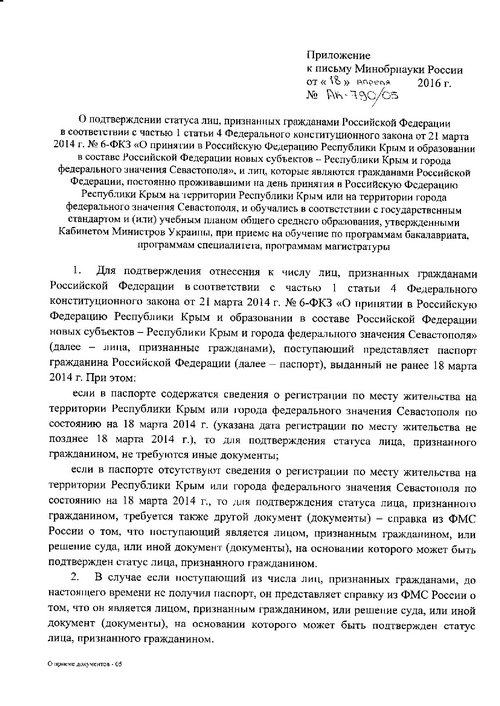 Приложение
к письму Минобрнауки России
от «18» апреля 2016 г.
№ АК-790/05
О подтверждении статуса лиц, признанных гражданами Российской Федерации
в соответствии с частью 1 статьи 4 Федерального конституционного закона от 21 марта
2014 г. № 6-ФКЗ «О принятии в Российскую Федерацию Республики Крым и образовании
в составе Российской Федерации новых субъектов – Республики Крым и города
федерального значения Севастополя», и лиц, которые являются гражданами Российской
Федерации, постоянно проживавшими на день принятия в Российскую Федерацию
Республики Крым на территории Республики Крым или на территории города
федерального значения Севастополя, и обучались в соответствии с государственным
стандартом и (или) учебным планом общего среднего образования, утвержденными
Кабинетом Министров Украины, при приеме на обучение по программам бакалавриата,
программам специалитета, программам магистратуры
1. Для подтверждения отнесения к числу лиц, признанных гражданами
Российской Федерации в соответствии с частью 1 статьи 4 Федерального
конституционного закона от 21 марта 2014 г. № 6-ФКЗ «О принятии в Российскую
Федерацию Республики Крым и образовании в составе Российской Федерации
новых субъектов – Республики Крым и города федерального значения Севастополя»
(далее – лица, признанные гражданами), поступающий представляет паспорт
гражданина Российской Федерации (далее – паспорт), выданный не ранее 18 марта
2014 г. При этом:
если в паспорте содержатся сведения о регистрации по месту жительства на
территории Республики Крым или города федерального значения Севастополя по
состоянию на 18 марта 2014 г. (указана дата регистрации по месту жительства не
позднее 18 марта 2014 г.), то для подтверждения статуса лица, признанного
гражданином, не требуются иные документы;
если в паспорте отсутствуют сведения о регистрации по месту жительства на
территории Республики Крым или города федерального значения Севастополя по
состоянию на 18 марта 2014 г., то для подтверждения статуса лица, признанного
гражданином, требуется также другой документ (документы) – справка из ФМС
России о том, что поступающий является лицом, признанным гражданином, или
решение суда, или иной документ (документы), на основании которого может быть
подтвержден статус лица, признанного гражданином.
2. В случае если поступающий из числа лиц, признанных гражданами, до
настоящего времени не получил паспорт, он представляет справку из ФМС России о
том, что он является лицом, признанным гражданином, или решение суда, или иной
документ (документы), на основании которого может быть подтвержден статус
лица, признанного гражданином.
О приеме документов - 05